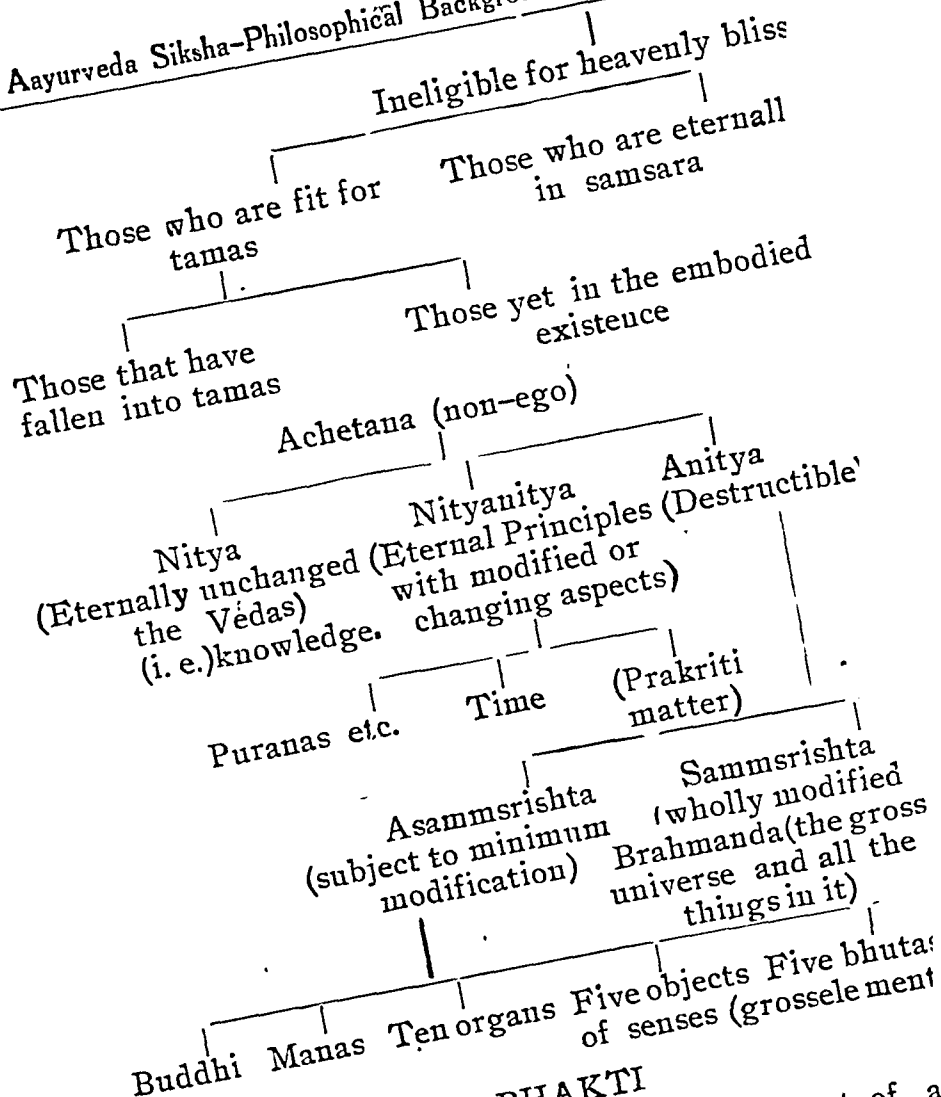 Aayurveda Siksha-Philosophical
Ineligible for heavenly bliss
Those who are fit for
tamas
Those who are eternall
in samsara
Those that have
fallen into tamas
Those yet in the embodied
existence
Achetana (non-ego)
Nitya
(Eternally unchanged
the Védas)
(i. e.)knowledge.
Nityanitya
(Eternal Principles
with modified or
changing aspects)
Anitya
(Destructible'
Puranas etc.
Time
(Prakriti
matter)
Asammsrishta
(subject to minimum
modification)
Sammsrishta
(wholly modified
Brahmanda(the gross
universe and all the
things in it)
Buddhi
Manas
Ten organs
Five objects
of senses
Five bhutas
(grossele ment
BHAKTI
of